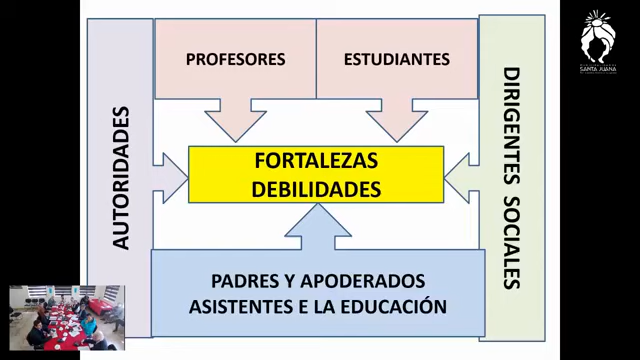 PROFESORES
ESTUDIANTES
AUTORIDADES
FORTALEZAS
DEBILIDADES
DIRIGENTES SOCIALES
PADRES Y APODERADOS
ASISTENTES E LA EDUCACIÓN
SANTA JUANA